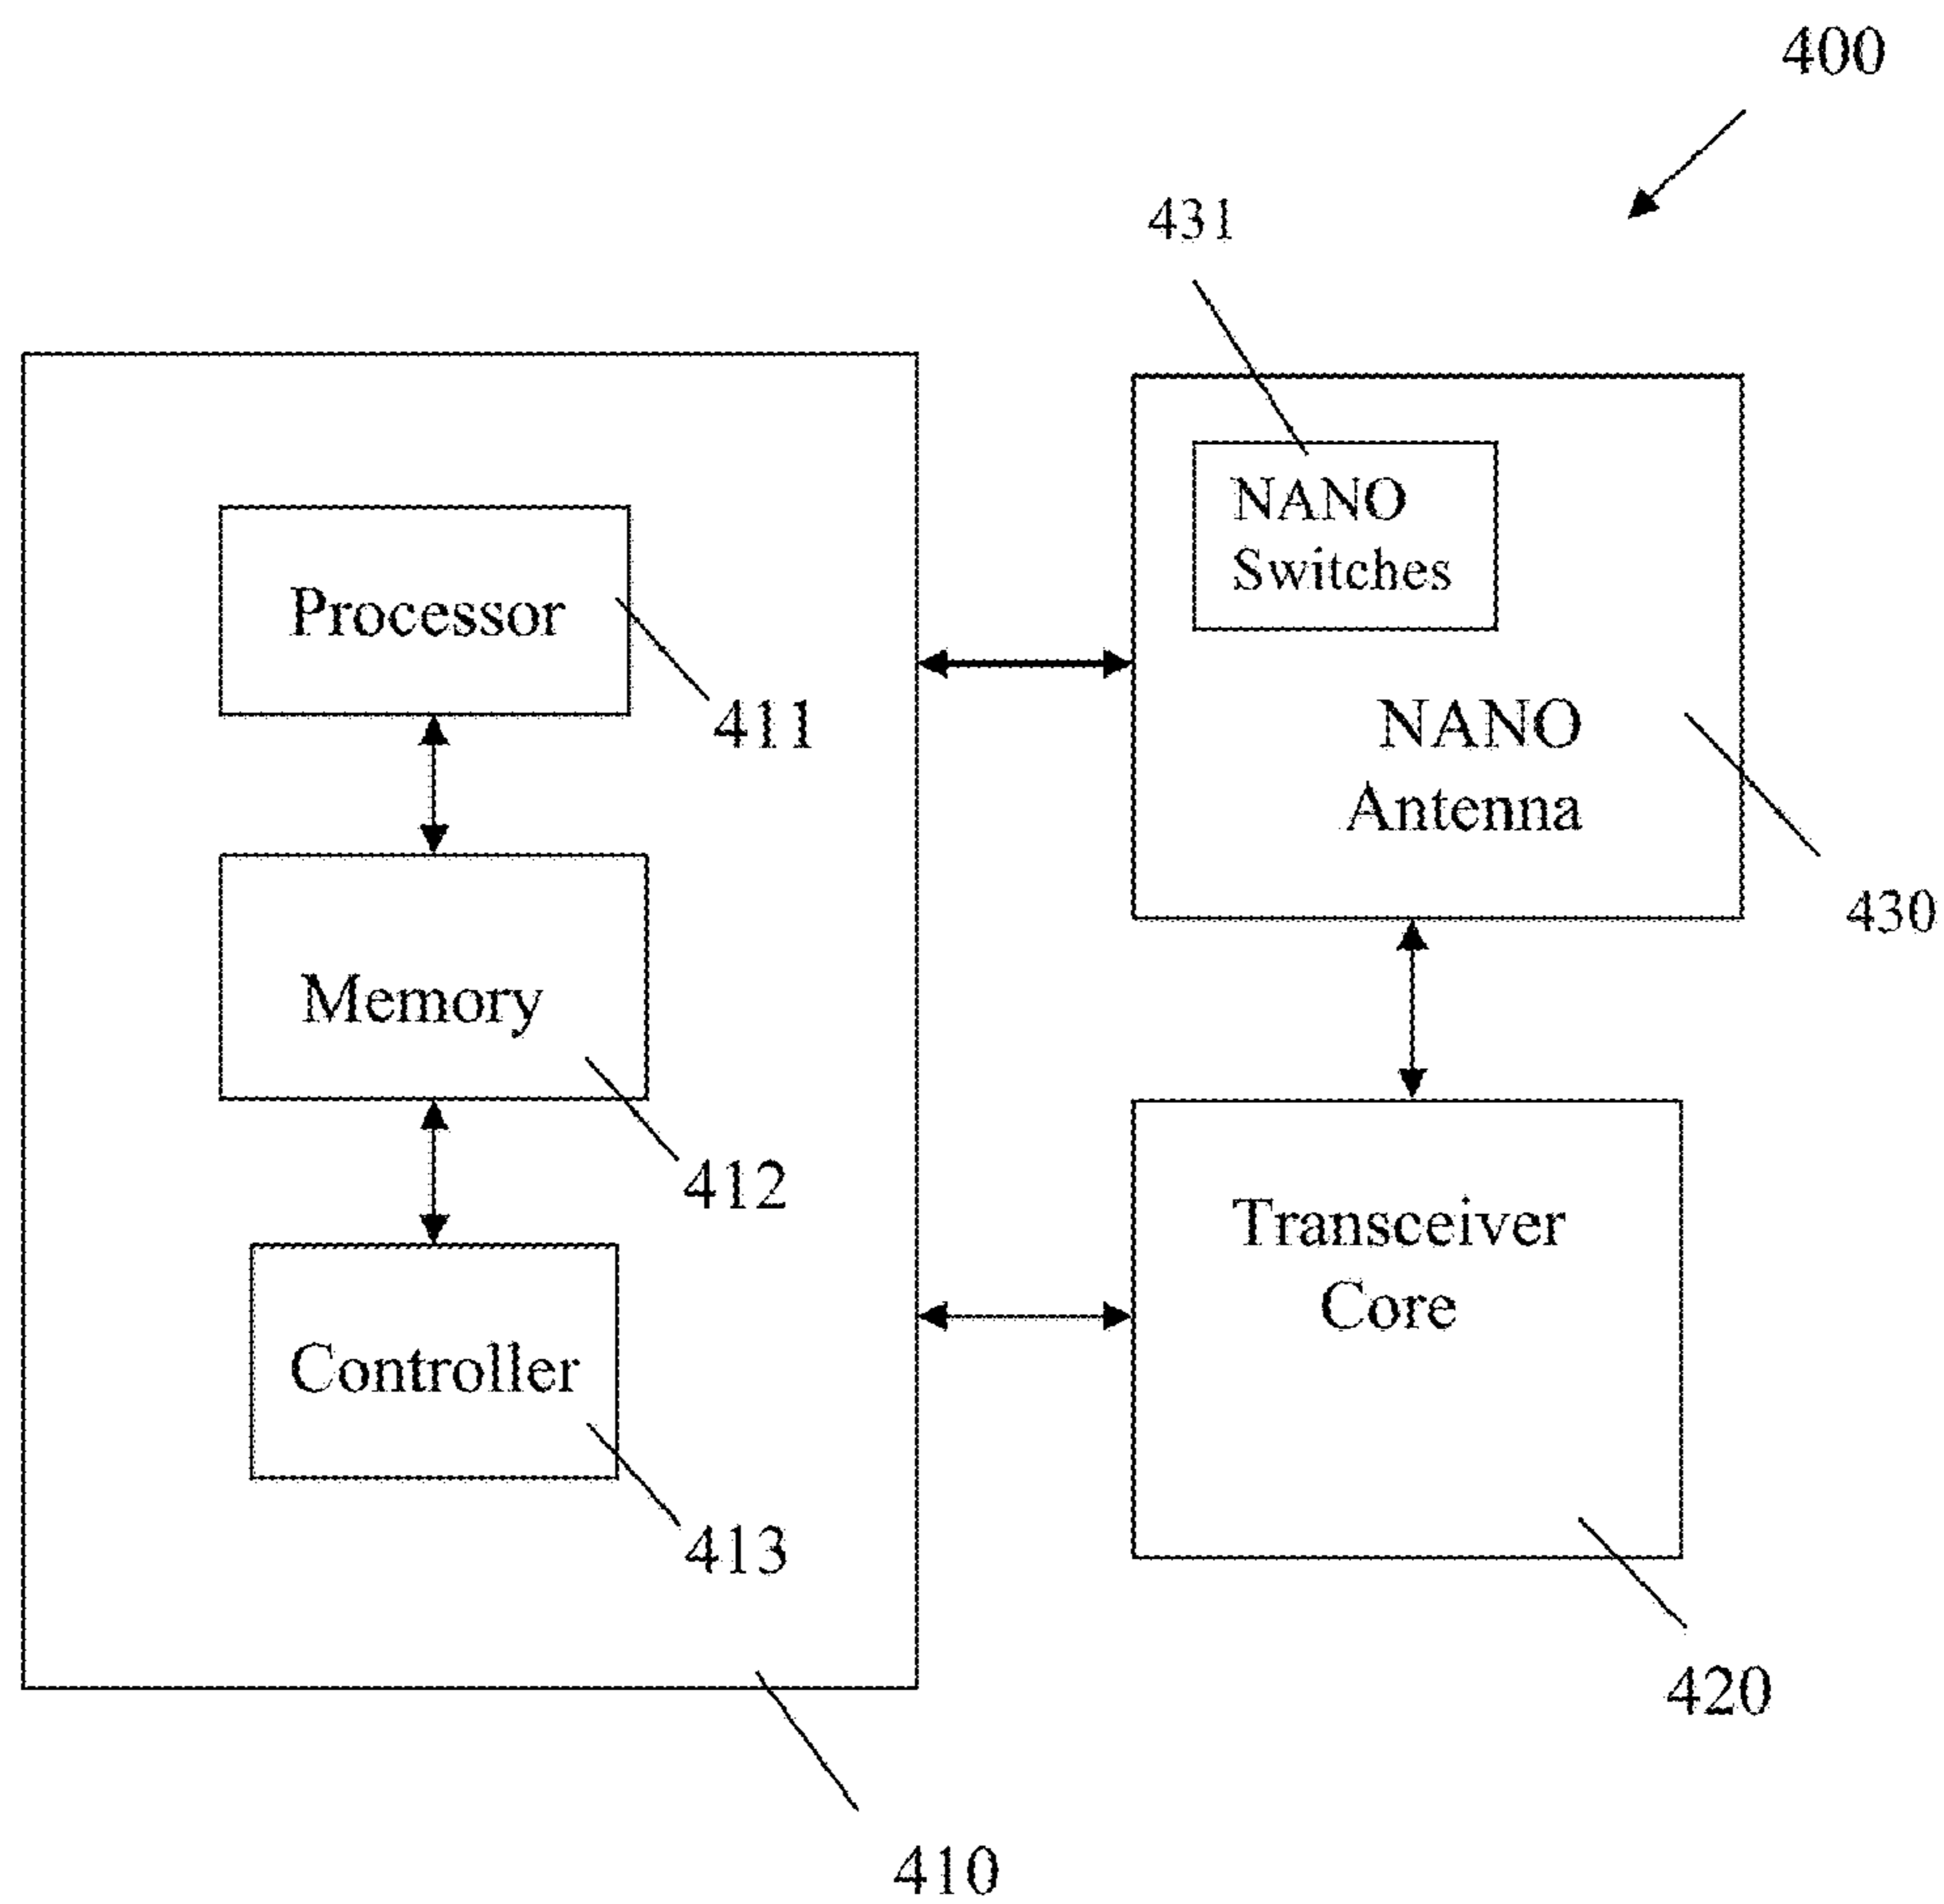 400
431
NANO
Switches
Processor
411
NANO
Antenna
430
Memory
412
Transceiver
Core
Controller
413
420
410